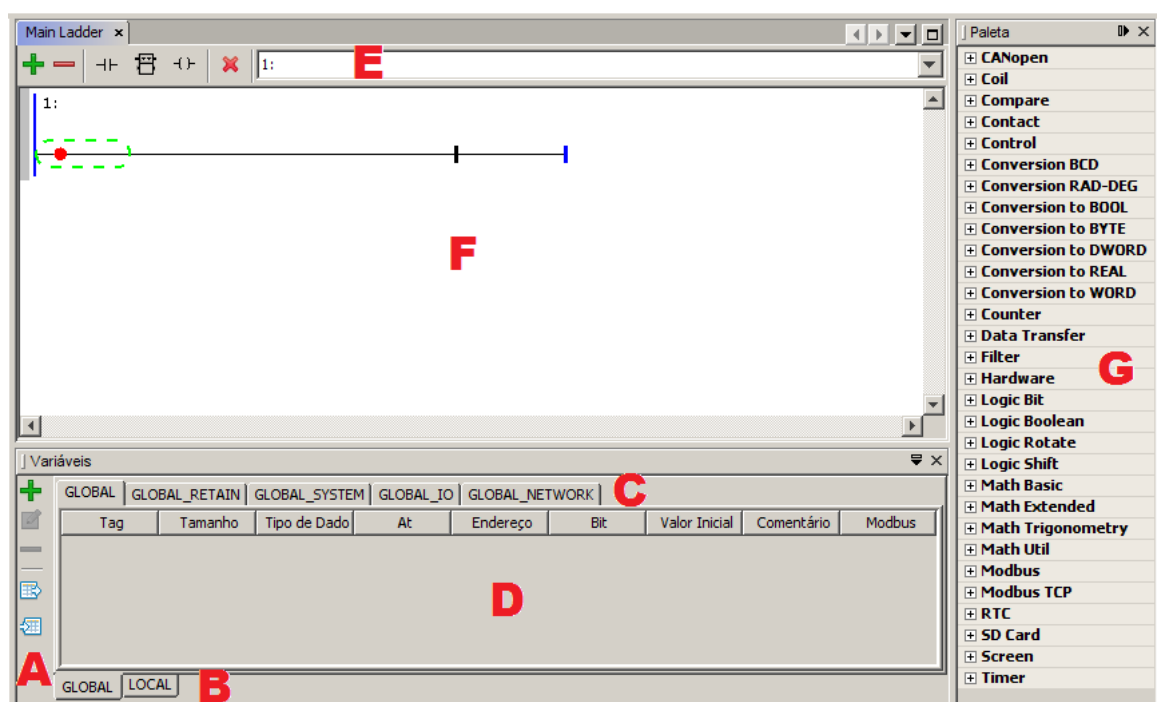 Main Ladder
E
1:
1:
F
Variáveis
GLOBAL GLOBAL_RETAIN GLOBAL_SYSTEM GLOBAL_IO GLOBAL_NETWORK C
Tag Tamanho Tipo de Dado At Endereço Bit Valor Inicial Comentário Modbus
D
A
GLOBAL LOCAL B
Paleta
CANopen
Coil
Compare
Contact
Control
Conversion BCD
Conversion RAD-DEG
Conversion to BOOL
Conversion to BYTE
Conversion to DWORD
Conversion to REAL
Conversion to WORD
Counter
Data Transfer
Filter
G
Hardware
Logic Bit
Logic Boolean
Logic Rotate
Logic Shift
Math Basic
Math Extended
Math Trigonometry
Math Util
Modbus
Modbus TCP
RTC
SD Card
Screen
Timer